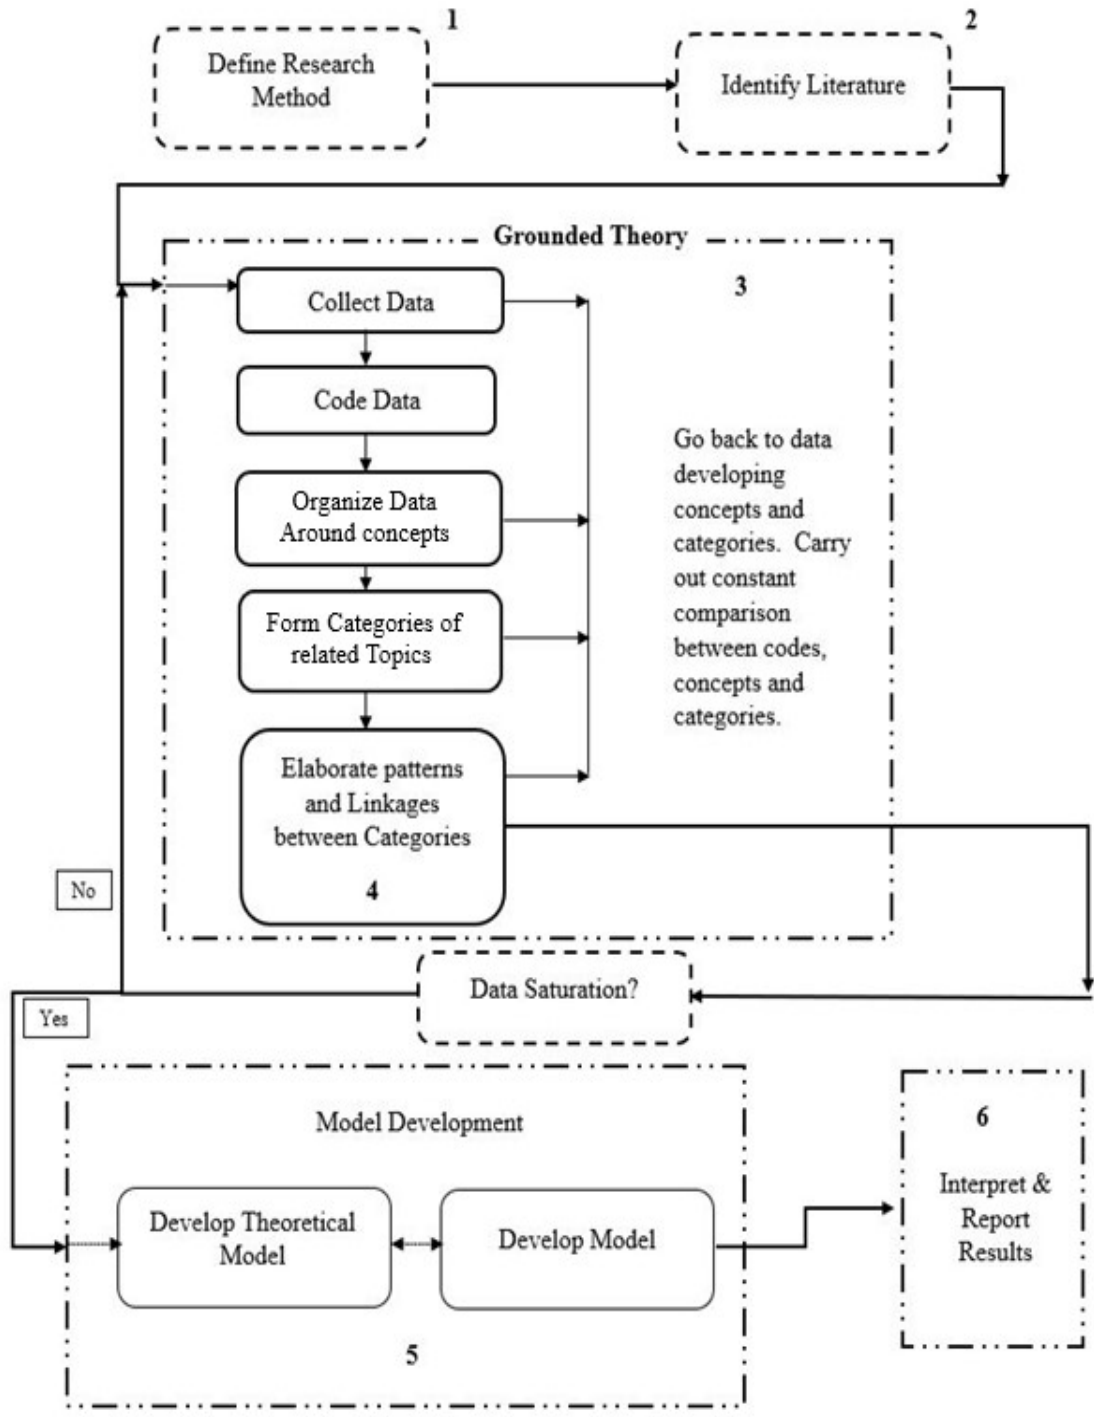 1
Define Research
Method
2
Identify Literature
Grounded Theory
3
Collect Data
Code Data
Organize Data
Around concepts
Form Categories of
related Topics
Elaborate patterns
and Linkages
between Categories
4
Go back to data
developing
concepts and
categories. Carry
out constant
comparison
between codes,
concepts and
categories.
No
Data Saturation?
Yes
Model Development
Develop Theoretical
Model
Develop Model
5
6
Interpret &
Report
Results